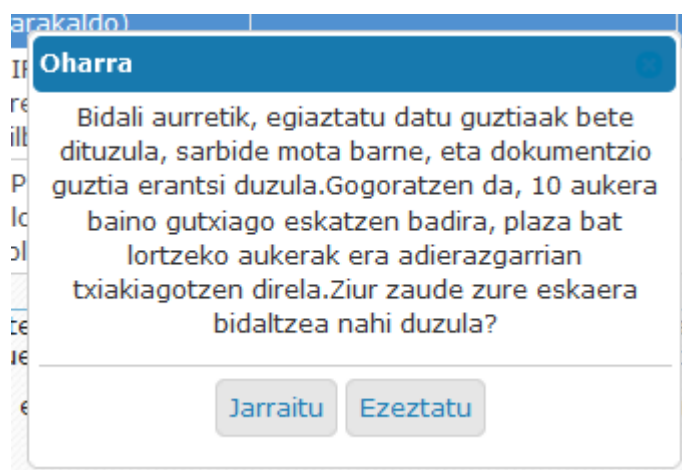 arakaldo)
Oharra
Bidali aurretik, egiaztatu datu guztiaak bete
dituzula, sarbide mota barne, eta dokumentzio
guztia erantsi duzula.Gogoratzen da, 10 aukera
baino gutxiago eskatzen badira, plaza bat
lortzeko aukerak era adierazgarrian
txiakiagotzen direla.Ziur zaude zure eskaera
bidaltzea nahi duzula?
Jarraitu Ezeztatu